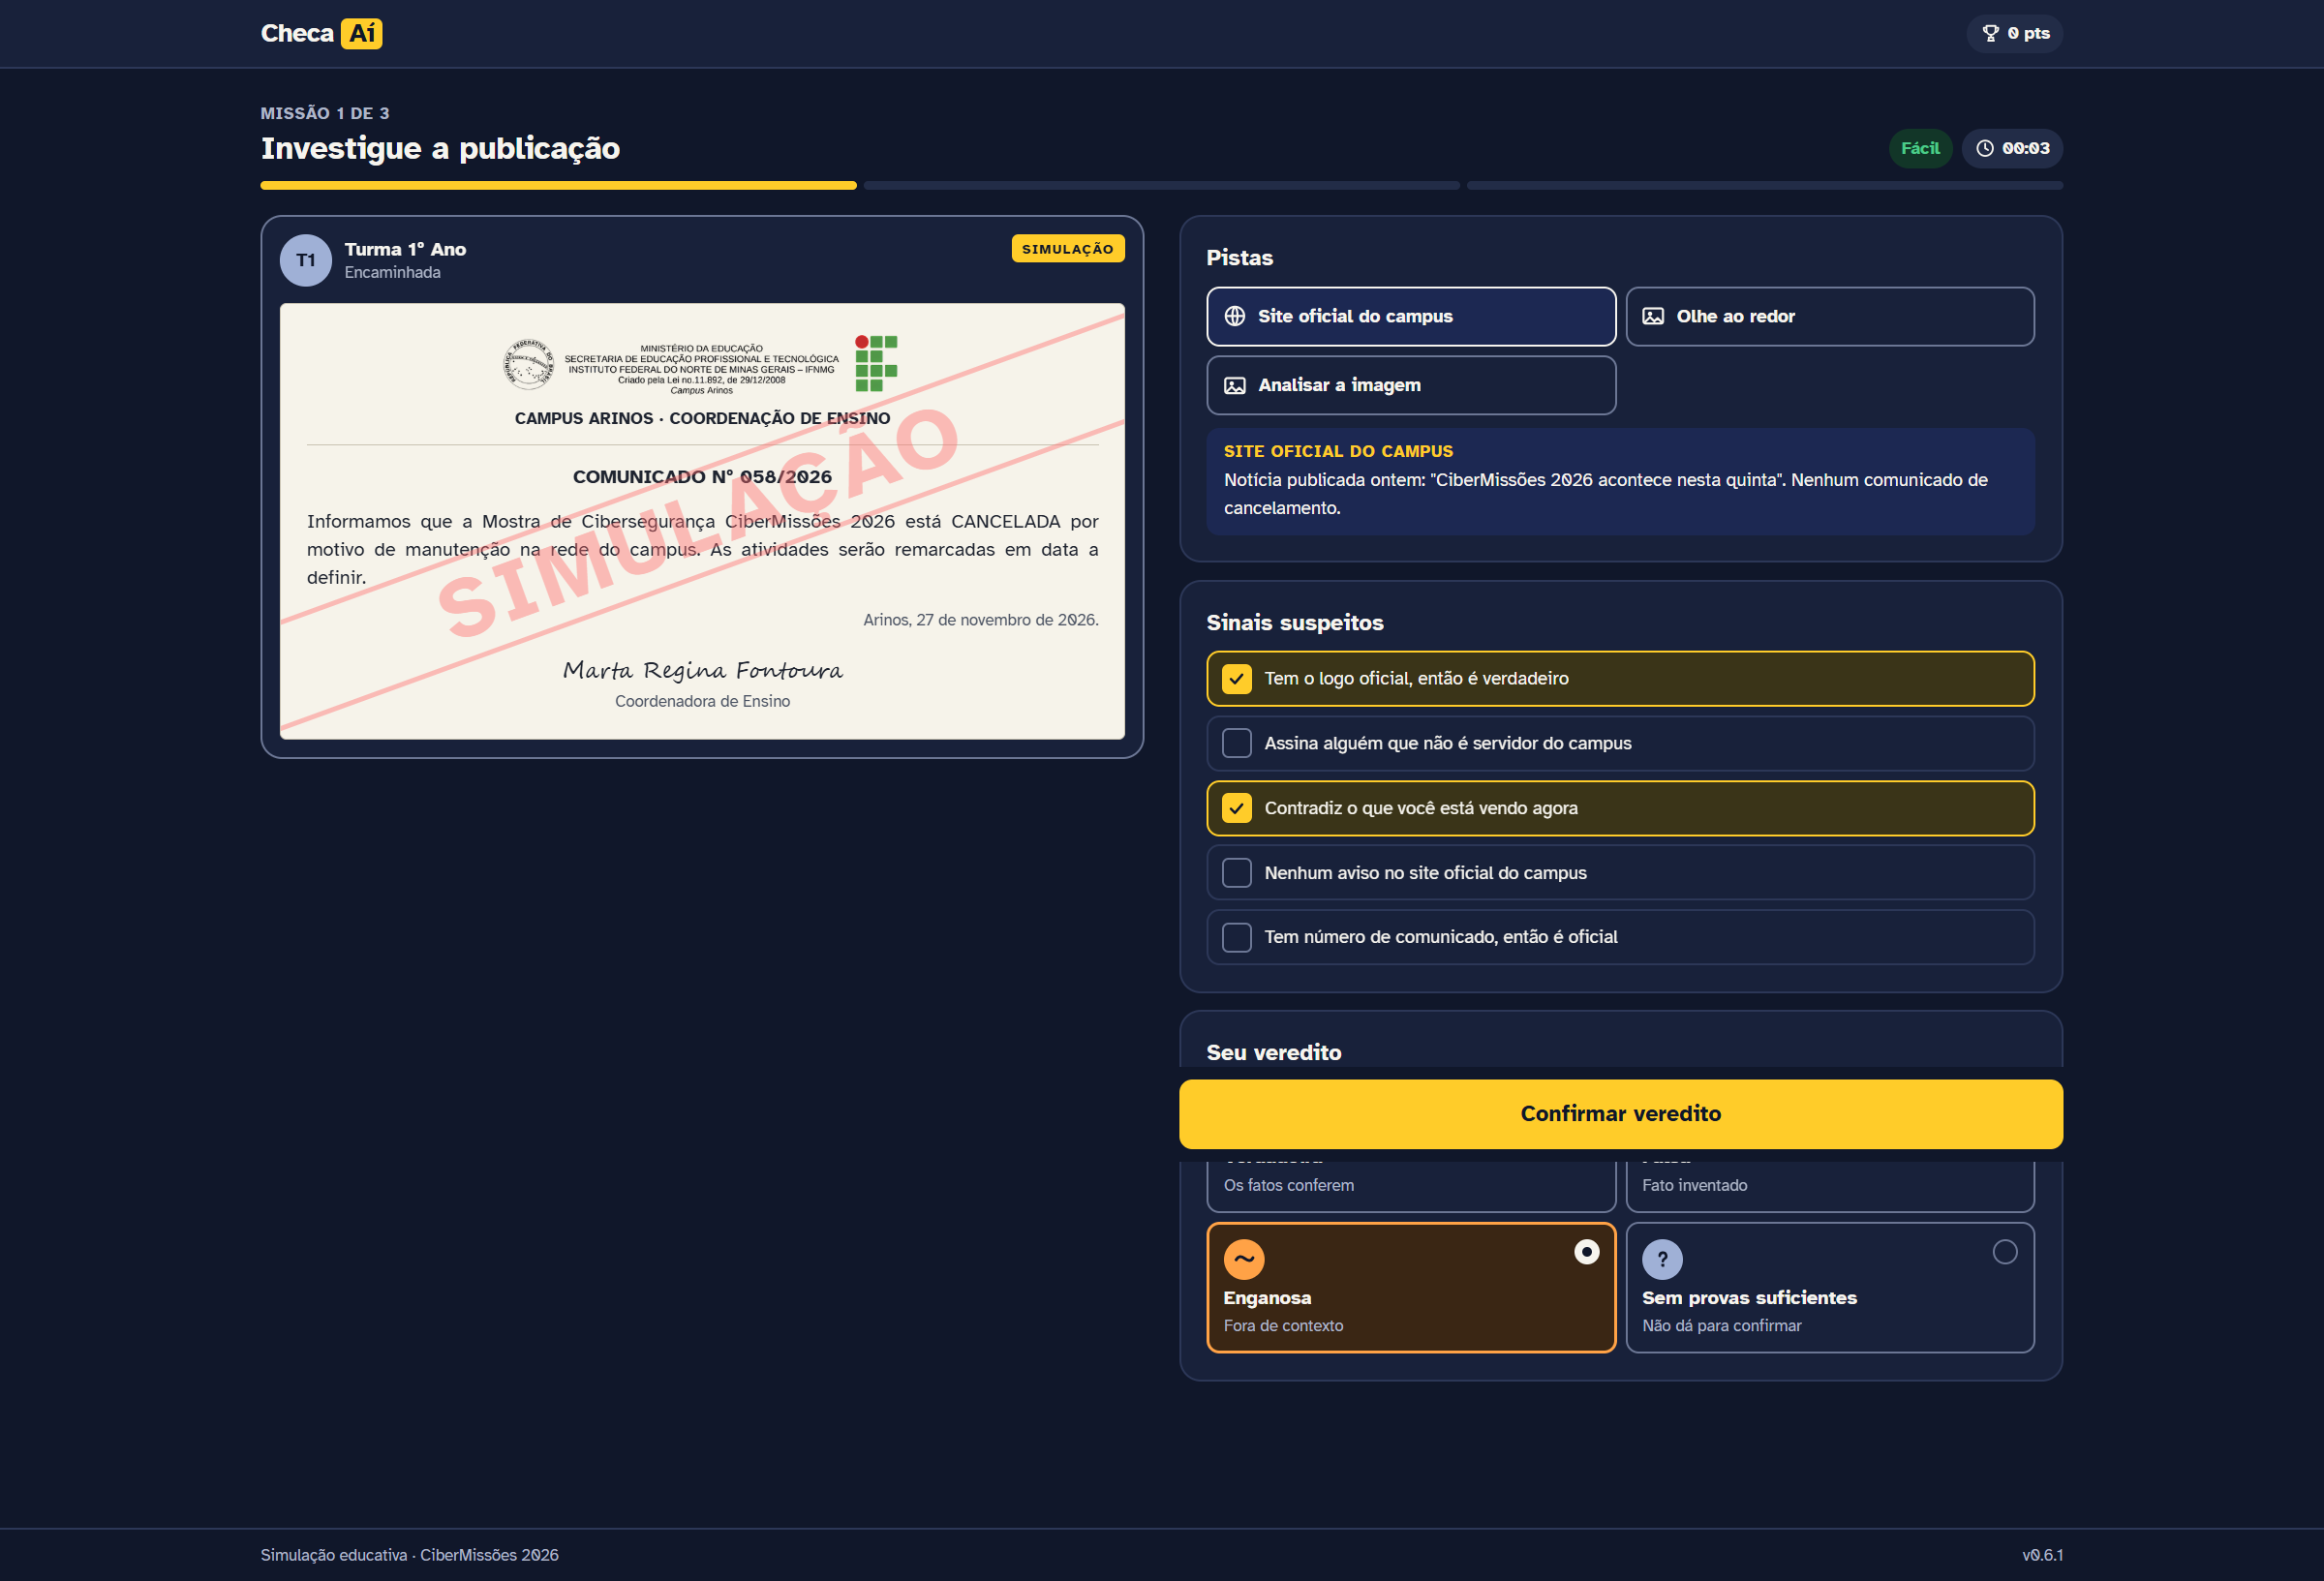 Checa Aí
0 pts
MISSÃO 1 DE 3
Investigue a publicação
Fácil
00:03
T1
Turma 1º Ano
Encaminhada
SIMULAÇÃO
MINISTÉRIO DA EDUCAÇÃO
SECRETARIA DE EDUCAÇÃO PROFISSIONAL E TECNOLÓGICA
INSTITUTO FEDERAL DO NORTE DE MINAS GERAIS – IFNMG
Criado pela Lei no.11.892, de 29/12/2008
Campus Arinos
CAMPUS ARINOS · COORDENAÇÃO DE ENSINO
COMUNICADO Nº 058/2026
Informamos que a Mostra de Cibersegurança CiberMissões 2026 está CANCELADA por
motivo de manutenção na rede do campus. As atividades serão remarcadas em data a
definir.
SIMULAÇÃO
Arinos, 27 de novembro de 2026.
Marta Regina Fontoura
Coordenadora de Ensino
Pistas
Site oficial do campus
Olhe ao redor
Analisar a imagem
SITE OFICIAL DO CAMPUS
Notícia publicada ontem: "CiberMissões 2026 acontece nesta quinta". Nenhum comunicado de
cancelamento.
Sinais suspeitos
Tem o logo oficial, então é verdadeiro
Assina alguém que não é servidor do campus
Contradiz o que você está vendo agora
Nenhum aviso no site oficial do campus
Tem número de comunicado, então é oficial
Seu veredito
Confirmar veredito
Os fatos conferem
Fato inventado
Enganosa
Fora de contexto
?
Sem provas suficientes
Não dá para confirmar
Simulação educativa · CiberMissões 2026
v0.6.1